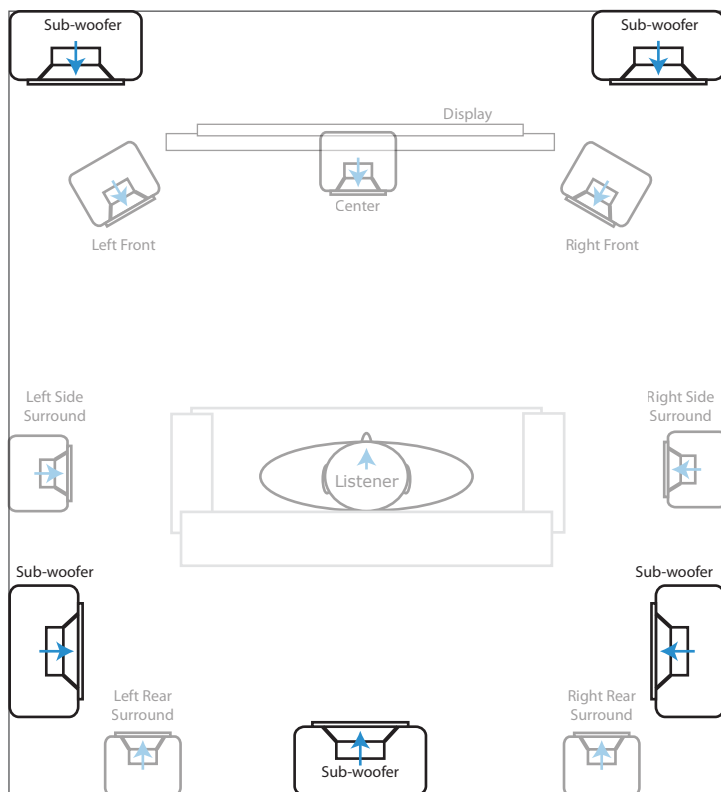 Sub-woofer
Sub-woofer
Display
Center
Left Front
Right Front
Left Side
Surround
Right Side
Surround
Listener
Sub-woofer
Sub-woofer
Left Rear
Surround
Right Rear
Surround
Sub-woofer